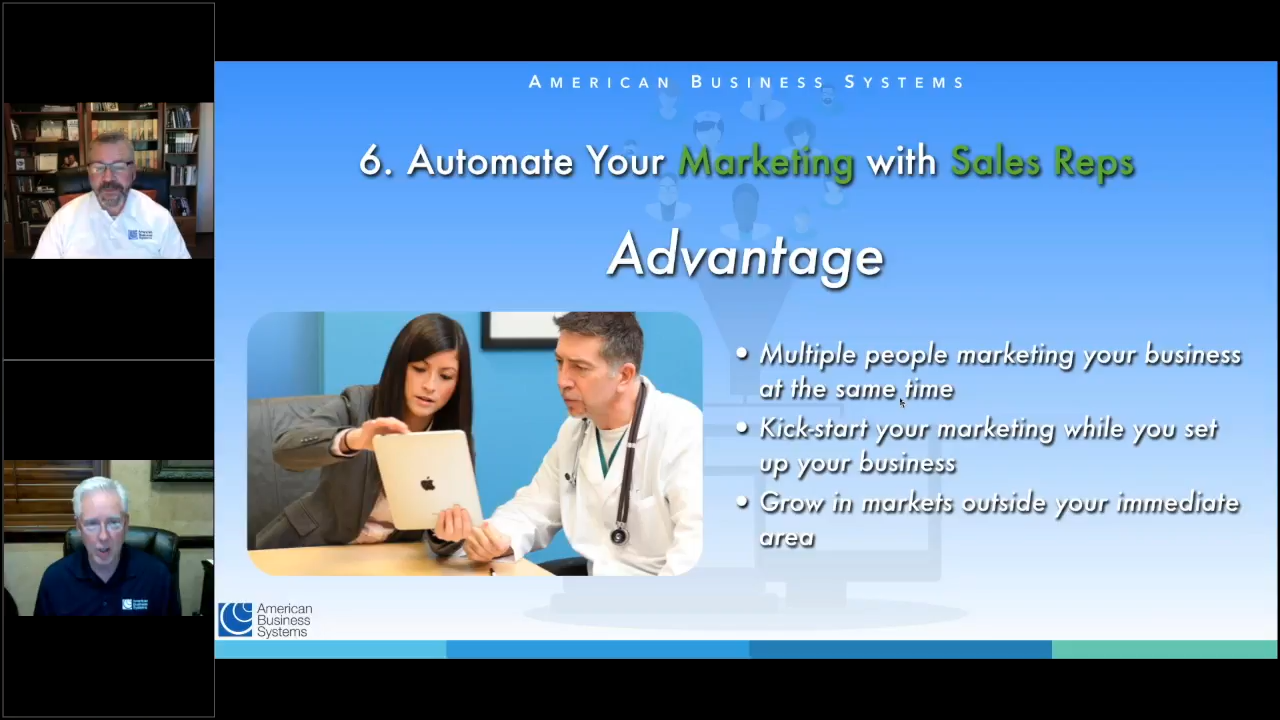 AMERICAN BUSINESS SYSTEMS
6. Automate Your Marketing with Sales Reps
Advantage
• Multiple people marketing your business
at the same time
• Kick-start your marketing while you set
up your business
• Grow in markets outside your immediate
area
American
Business
Systems